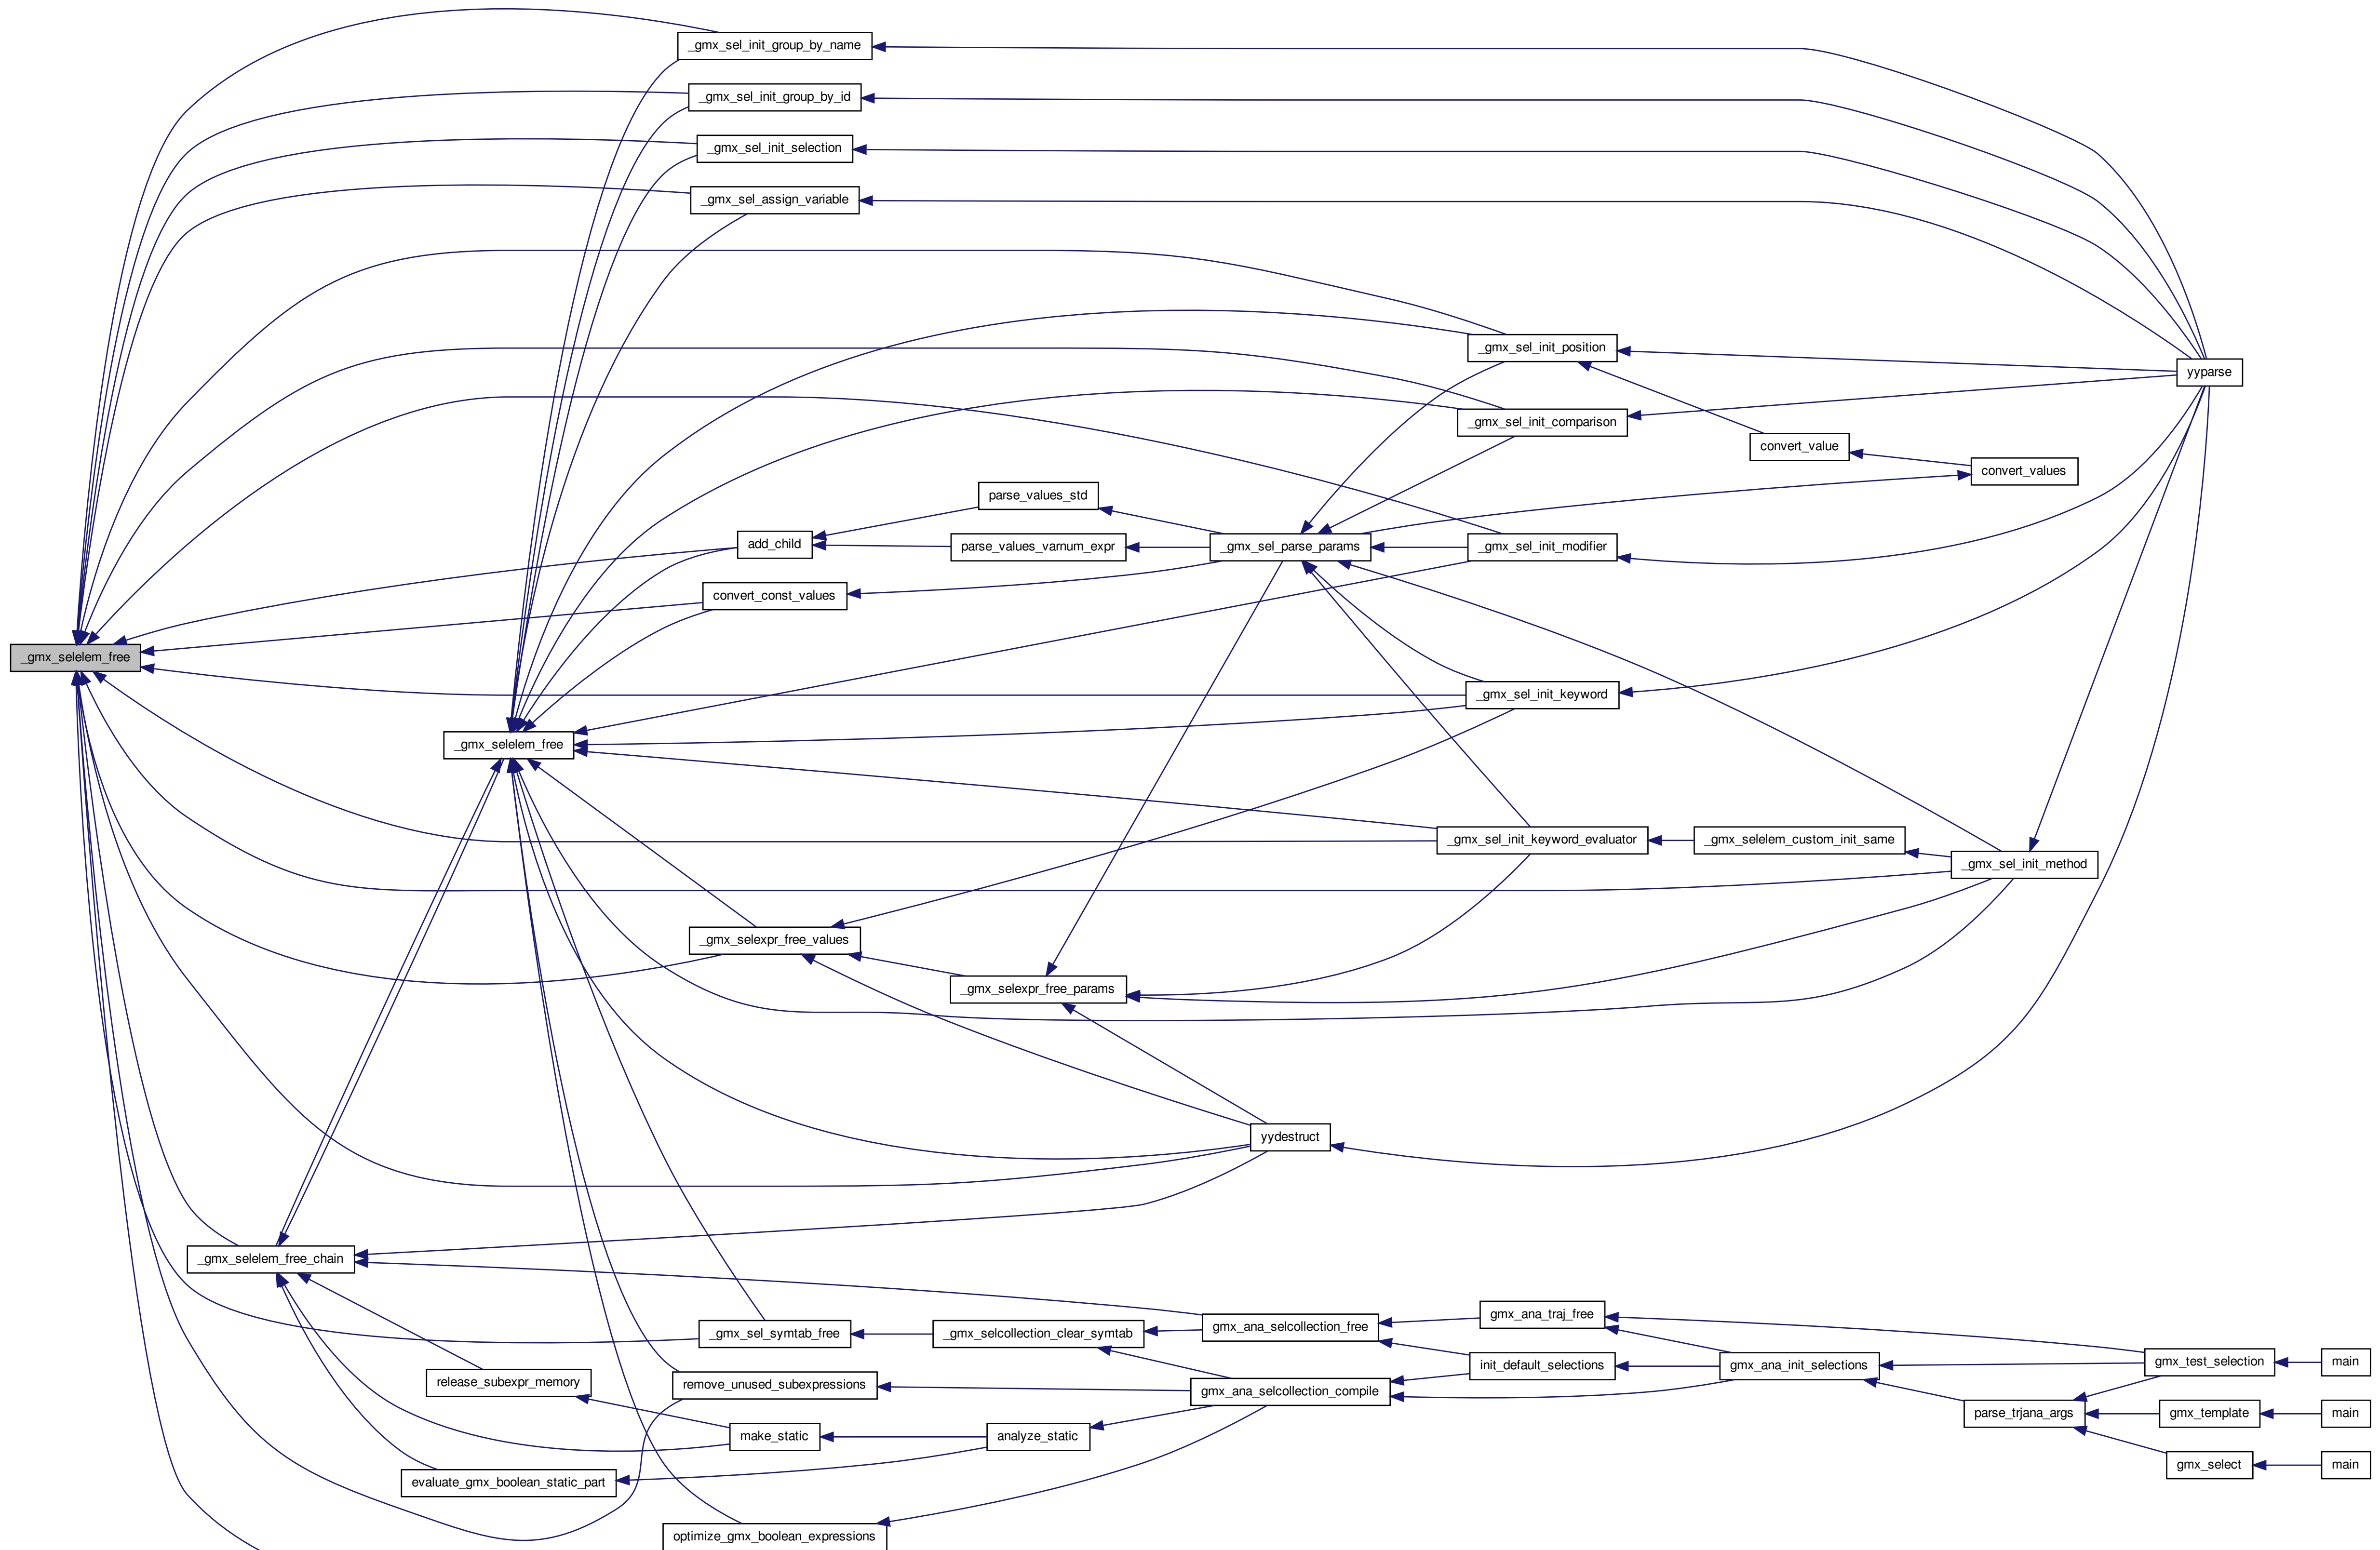 _gmx_sel_init_group_by_name
_gmx_sel_init_group_by_id
_gmx_sel_init_selection
_gmx_sel_assign_variable
_gmx_sel_init_position
yyparse
_gmx_sel_init_comparison
convert_value
convert_values
parse_values_std
add_child
parse_values_varnum_expr
_gmx_sel_parse_params
_gmx_sel_init_modifier
convert_const_values
_gmx_selelem_free
_gmx_sel_init_keyword
_gmx_selelem_free
_gmx_sel_init_keyword_evaluator
_gmx_selelem_custom_init_same
_gmx_sel_init_method
_gmx_selexpr_free_values
_gmx_selexpr_free_params
yydestruct
_gmx_selelem_free_chain
gmx_ana_traj_free
_gmx_sel_symtab_free
_gmx_selcollection_clear_symtab
gmx_ana_selcollection_free
init_default_selections
gmx_ana_init_selections
gmx_test_selection
main
release_subexpr_memory
remove_unused_subexpressions
gmx_ana_selcollection_compile
parse_trjana_args
gmx_template
main
make_static
analyze_static
gmx_select
main
evaluate_gmx_boolean_static_part
optimize_gmx_boolean_expressions